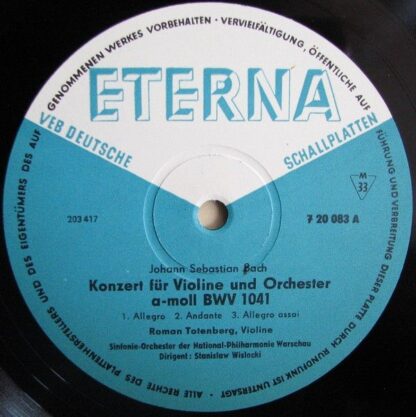 ALLE RECHTE DES PLATTENHERSTELLERS UND DES EIGENTÜMERS DES AUF GENOMMENEN WERKES VORBEHALTEN · VERVIELFÄLTIGUNG, ÖFFENTLICHE AUF FÜHRUNG UND VERBREITUNG DIESER PLATTE DURCH RUNDFUNK IST UNTERSAGT ·
ETERNA
VEB DEUTSCHE
SCHALLPLATTEN
M
33
203 417
7 20 083 A
Johann Sebastian Bach
Konzert für Violine und Orchester
a-moll BWV 1041
1. Allegro 2. Andante 3. Allegro assai
Roman Totenberg, Violine
Sinfonie-Orchester der National-Philharmonie Warschau
Dirigent: Stanislaw Wislocki